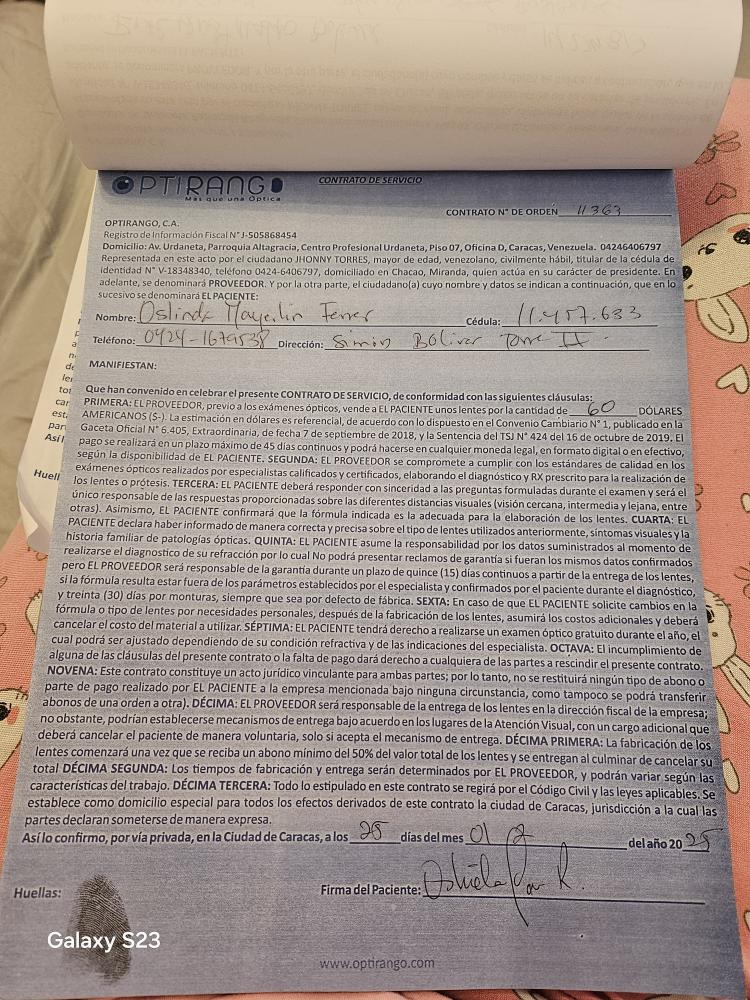 OPTIRANGO
Más que una Óptica
CONTRATO DE SERVICIO
CONTRATO N° DE ORDEN 11363
OPTIRANGO, C.A.
Registro de Información Fiscal N° J-505868454
Domicilio: Av. Urdaneta, Parroquia Altagracia, Centro Profesional Urdaneta, Piso 07, Oficina D, Caracas, Venezuela. 04246406797
Representada en este acto por el ciudadano JHONNY TORRES, mayor de edad, venezolano, civilmente hábil, titular de la cédula de
identidad N° V-18348340, teléfono 0424-6406797, domiciliado en Chacao, Miranda, quien actúa en su carácter de presidente. En
adelante, se denominará PROVEEDOR. Y por la otra parte, el ciudadano(a) cuyo nombre y datos se indican a continuación, que en lo
sucesivo se denominará EL PACIENTE:
Nombre: Oslinda Mayerlin Ferrer Cédula: 11.457.633
Teléfono: 0424-1679538 Dirección: Simón Bolívar Torre II.
MANIFIESTAN:
Que han convenido en celebrar el presente CONTRATO DE SERVICIO, de conformidad con las siguientes cláusulas:
PRIMERA: EL PROVEEDOR, previo a los exámenes ópticos, vende a EL PACIENTE unos lentes por la cantidad de 60 DÓLARES
AMERICANOS ($-). La estimación en dólares es referencial, de acuerdo con lo dispuesto en el Convenio Cambiario N° 1, publicado en la
Gaceta Oficial N° 6.405, Extraordinaria, de fecha 7 de septiembre de 2018, y la Sentencia del TSJ N° 424 del 16 de octubre de 2019. El
pago se realizará en un plazo máximo de 45 días continuos y podrá hacerse en cualquier moneda legal, en formato digital o en efectivo,
según la disponibilidad de EL PACIENTE. SEGUNDA: EL PROVEEDOR se compromete a cumplir con los estándares de calidad en los
exámenes ópticos realizados por especialistas calificados y certificados, elaborando el diagnóstico y RX prescrito para la realización de
los lentes o prótesis. TERCERA: EL PACIENTE deberá responder con sinceridad a las preguntas formuladas durante el examen y será el
único responsable de las respuestas proporcionadas sobre las diferentes distancias visuales (visión cercana, intermedia y lejana, entre
otras). Asimismo, EL PACIENTE confirmará que la fórmula indicada es la adecuada para la elaboración de los lentes. CUARTA: EL
PACIENTE declara haber informado de manera correcta y precisa sobre el tipo de lentes utilizados anteriormente, síntomas visuales y la
historia familiar de patologías ópticas. QUINTA: EL PACIENTE asume la responsabilidad por los datos suministrados al momento de
realizarse el diagnostico de su refracción por lo cual No podrá presentar reclamos de garantía si fueran los mismos datos confirmados
pero EL PROVEEDOR será responsable de la garantía durante un plazo de quince (15) días continuos a partir de la entrega de los lentes,
si la fórmula resulta estar fuera de los parámetros establecidos por el especialista y confirmados por el paciente durante el diagnóstico,
y treinta (30) días por monturas, siempre que sea por defecto de fábrica. SEXTA: En caso de que EL PACIENTE solicite cambios en la
fórmula o tipo de lentes por necesidades personales, después de la fabricación de los lentes, asumirá los costos adicionales y deberá
cancelar el costo del material a utilizar. SÉPTIMA: EL PACIENTE tendrá derecho a realizarse un examen óptico gratuito durante el año, el
cual podrá ser ajustado dependiendo de su condición refractiva y de las indicaciones del especialista. OCTAVA: El incumplimiento de
alguna de las cláusulas del presente contrato o la falta de pago dará derecho a cualquiera de las partes a rescindir el presente contrato.
NOVENA: Este contrato constituye un acto jurídico vinculante para ambas partes; por lo tanto, no se restituirá ningún tipo de abono o
parte de pago realizado por EL PACIENTE a la empresa mencionada bajo ninguna circunstancia, como tampoco se podrá transferir
abonos de una orden a otra). DÉCIMA: EL PROVEEDOR será responsable de la entrega de los lentes en la dirección fiscal de la empresa;
no obstante, podrían establecerse mecanismos de entrega bajo acuerdo en los lugares de la Atención Visual, con un cargo adicional que
deberá cancelar el paciente de manera voluntaria, solo si acepta el mecanismo de entrega. DÉCIMA PRIMERA: La fabricación de los
lentes comenzará una vez que se reciba un abono mínimo del 50% del valor total de los lentes y se entregan al culminar de cancelar su
total DÉCIMA SEGUNDA: Los tiempos de fabricación y entrega serán determinados por EL PROVEEDOR, y podrán variar según las
características del trabajo. DÉCIMA TERCERA: Todo lo estipulado en este contrato se regirá por el Código Civil y las leyes aplicables. Se
establece como domicilio especial para todos los efectos derivados de este contrato la ciudad de Caracas, jurisdicción a la cual las
partes declaran someterse de manera expresa.
Así lo confirmo, por vía privada, en la Ciudad de Caracas, a los 25 días del mes 01 del año 2025
Huellas:
Firma del Paciente:
Galaxy S23
www.optirango.com